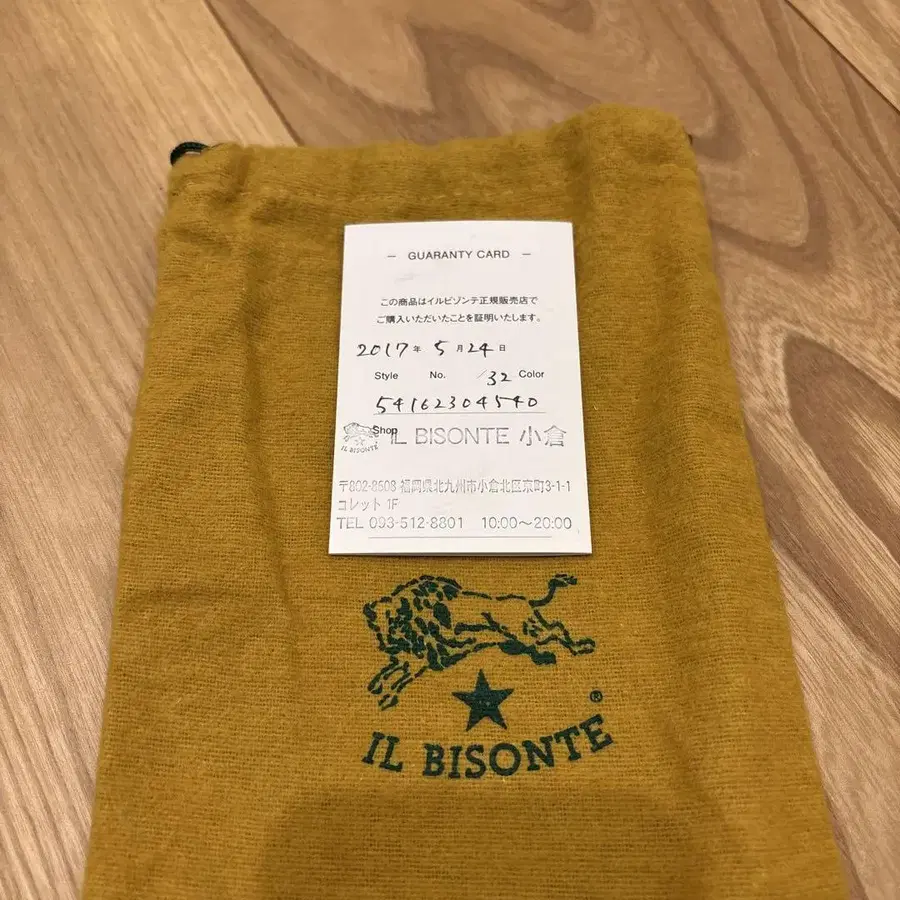 — GUARANTY CARD —
この商品はイルビゾンテ正規販売店で
ご購入いただいたことを証明いたします。
2017年 5月24日
Style No. /32 Color
54162304540
Shop IL BISONTE 小倉
IL BISONTE
〒802-8508 福岡県北九州市小倉北区京町3-1-1
コレット 1F
TEL 093-512-8801 10:00～20:00
®
IL BISONTE